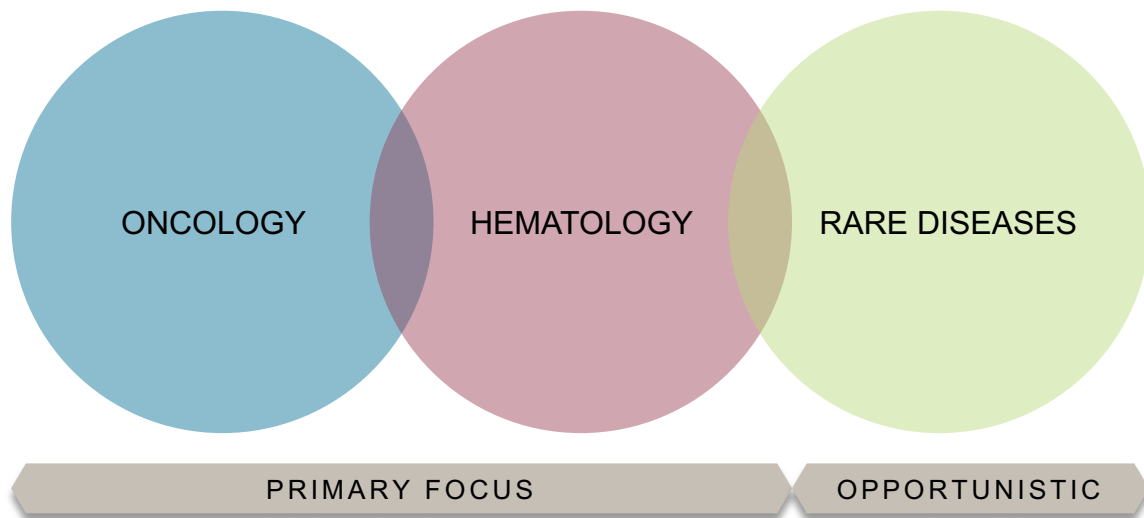 ONCOLOGY
HEMATOLOGY
RARE DISEASES
PRIMARY FOCUS
OPPORTUNISTIC